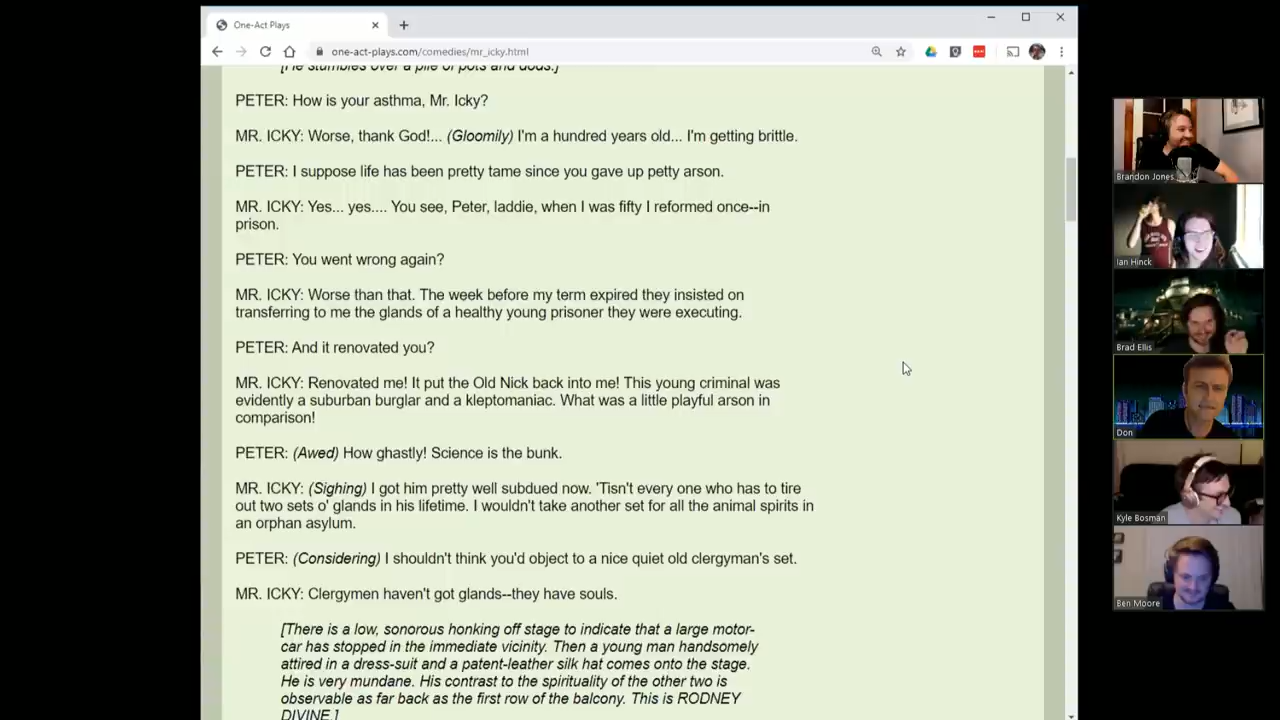 One-Act Plays
one-act-plays.com/comedies/mr_icky.html
[He stumbles over a pile of pots and dods.]
PETER: How is your asthma, Mr. Icky?
MR. ICKY: Worse, thank God!... (Gloomily) I'm a hundred years old... I'm getting brittle.
PETER: I suppose life has been pretty tame since you gave up petty arson.
MR. ICKY: Yes... yes.... You see, Peter, laddie, when I was fifty I reformed once--in
prison.
PETER: You went wrong again?
MR. ICKY: Worse than that. The week before my term expired they insisted on
transferring to me the glands of a healthy young prisoner they were executing.
PETER: And it renovated you?
MR. ICKY: Renovated me! It put the Old Nick back into me! This young criminal was
evidently a suburban burglar and a kleptomaniac. What was a little playful arson in
comparison!
PETER: (Awed) How ghastly! Science is the bunk.
MR. ICKY: (Sighing) I got him pretty well subdued now. 'Tisn't every one who has to tire
out two sets o' glands in his lifetime. I wouldn't take another set for all the animal spirits in
an orphan asylum.
PETER: (Considering) I shouldn't think you'd object to a nice quiet old clergyman's set.
MR. ICKY: Clergymen haven't got glands--they have souls.
[There is a low, sonorous honking off stage to indicate that a large motor-
car has stopped in the immediate vicinity. Then a young man handsomely
attired in a dress-suit and a patent-leather silk hat comes onto the stage.
He is very mundane. His contrast to the spirituality of the other two is
observable as far back as the first row of the balcony. This is RODNEY
DIVINE.]
Brandon Jones
Ian Hinck
Brad Ellis
Don
Kyle Bosman
Ben Moore